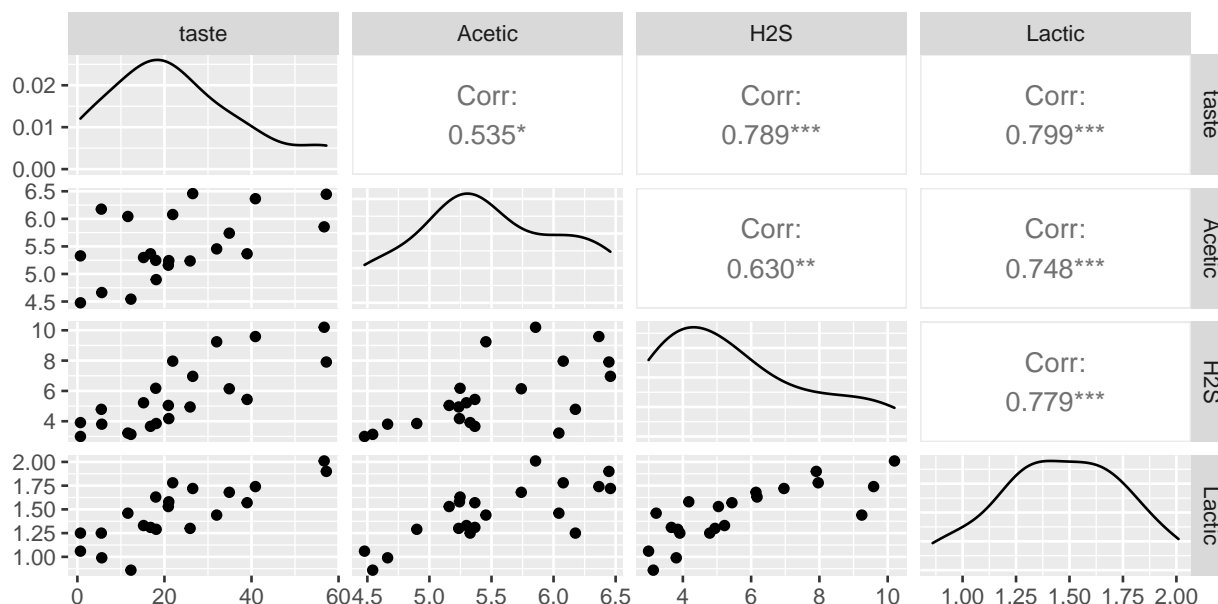 taste Acetic H2S Lactic
0.02
0.01
0.00
Corr:
0.535*
Corr:
0.789***
Corr:
0.799***
taste
6.5
6.0
5.5
5.0
4.5
Corr:
0.630**
Corr:
0.748***
Acetic
10
8
6
4
Corr:
0.779***
H2S
2.00
1.75
1.50
1.25
1.00
Lactic
0 20 40 60 4.5 5.0 5.5 6.0 6.5 4 6 8 10 1.00 1.25 1.50 1.75 2.00